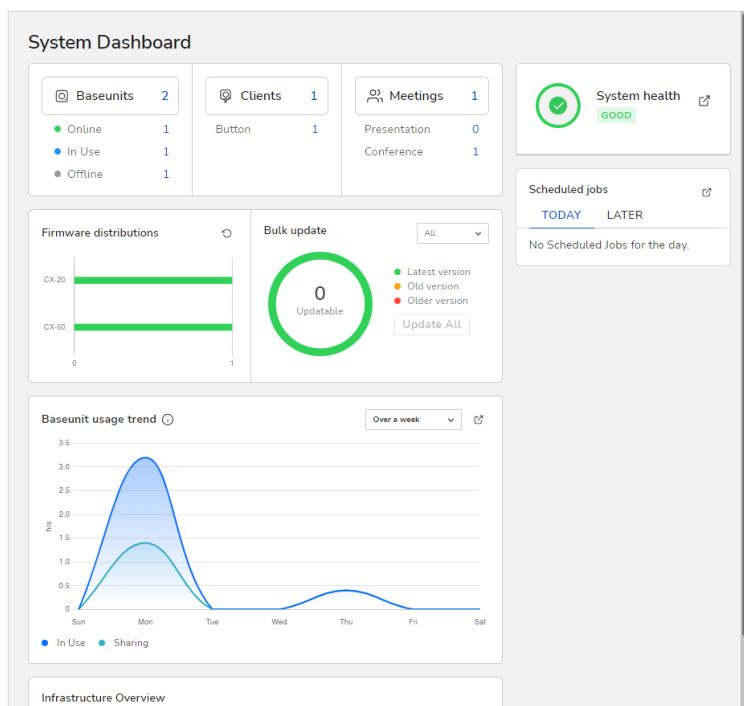 System Dashboard
Baseunits 2
Online 1
In Use 1
Offline 1
Clients 1
Button 1
Meetings 1
Presentation 0
Conference 1
System health
GOOD
Scheduled jobs
TODAY LATER
No Scheduled Jobs for the day.
Firmware distributions
CX-20
CX-50
0 1
Bulk update
All
0
Updatable
Latest version
Old version
Older version
Update All
Baseunit usage trend
Over a week
3.5
3.0
2.5
2.0
1.5
1.0
0.5
0
hrs
Sun Mon Tue Wed Thu Fri Sat
In Use Sharing
Infrastructure Overview